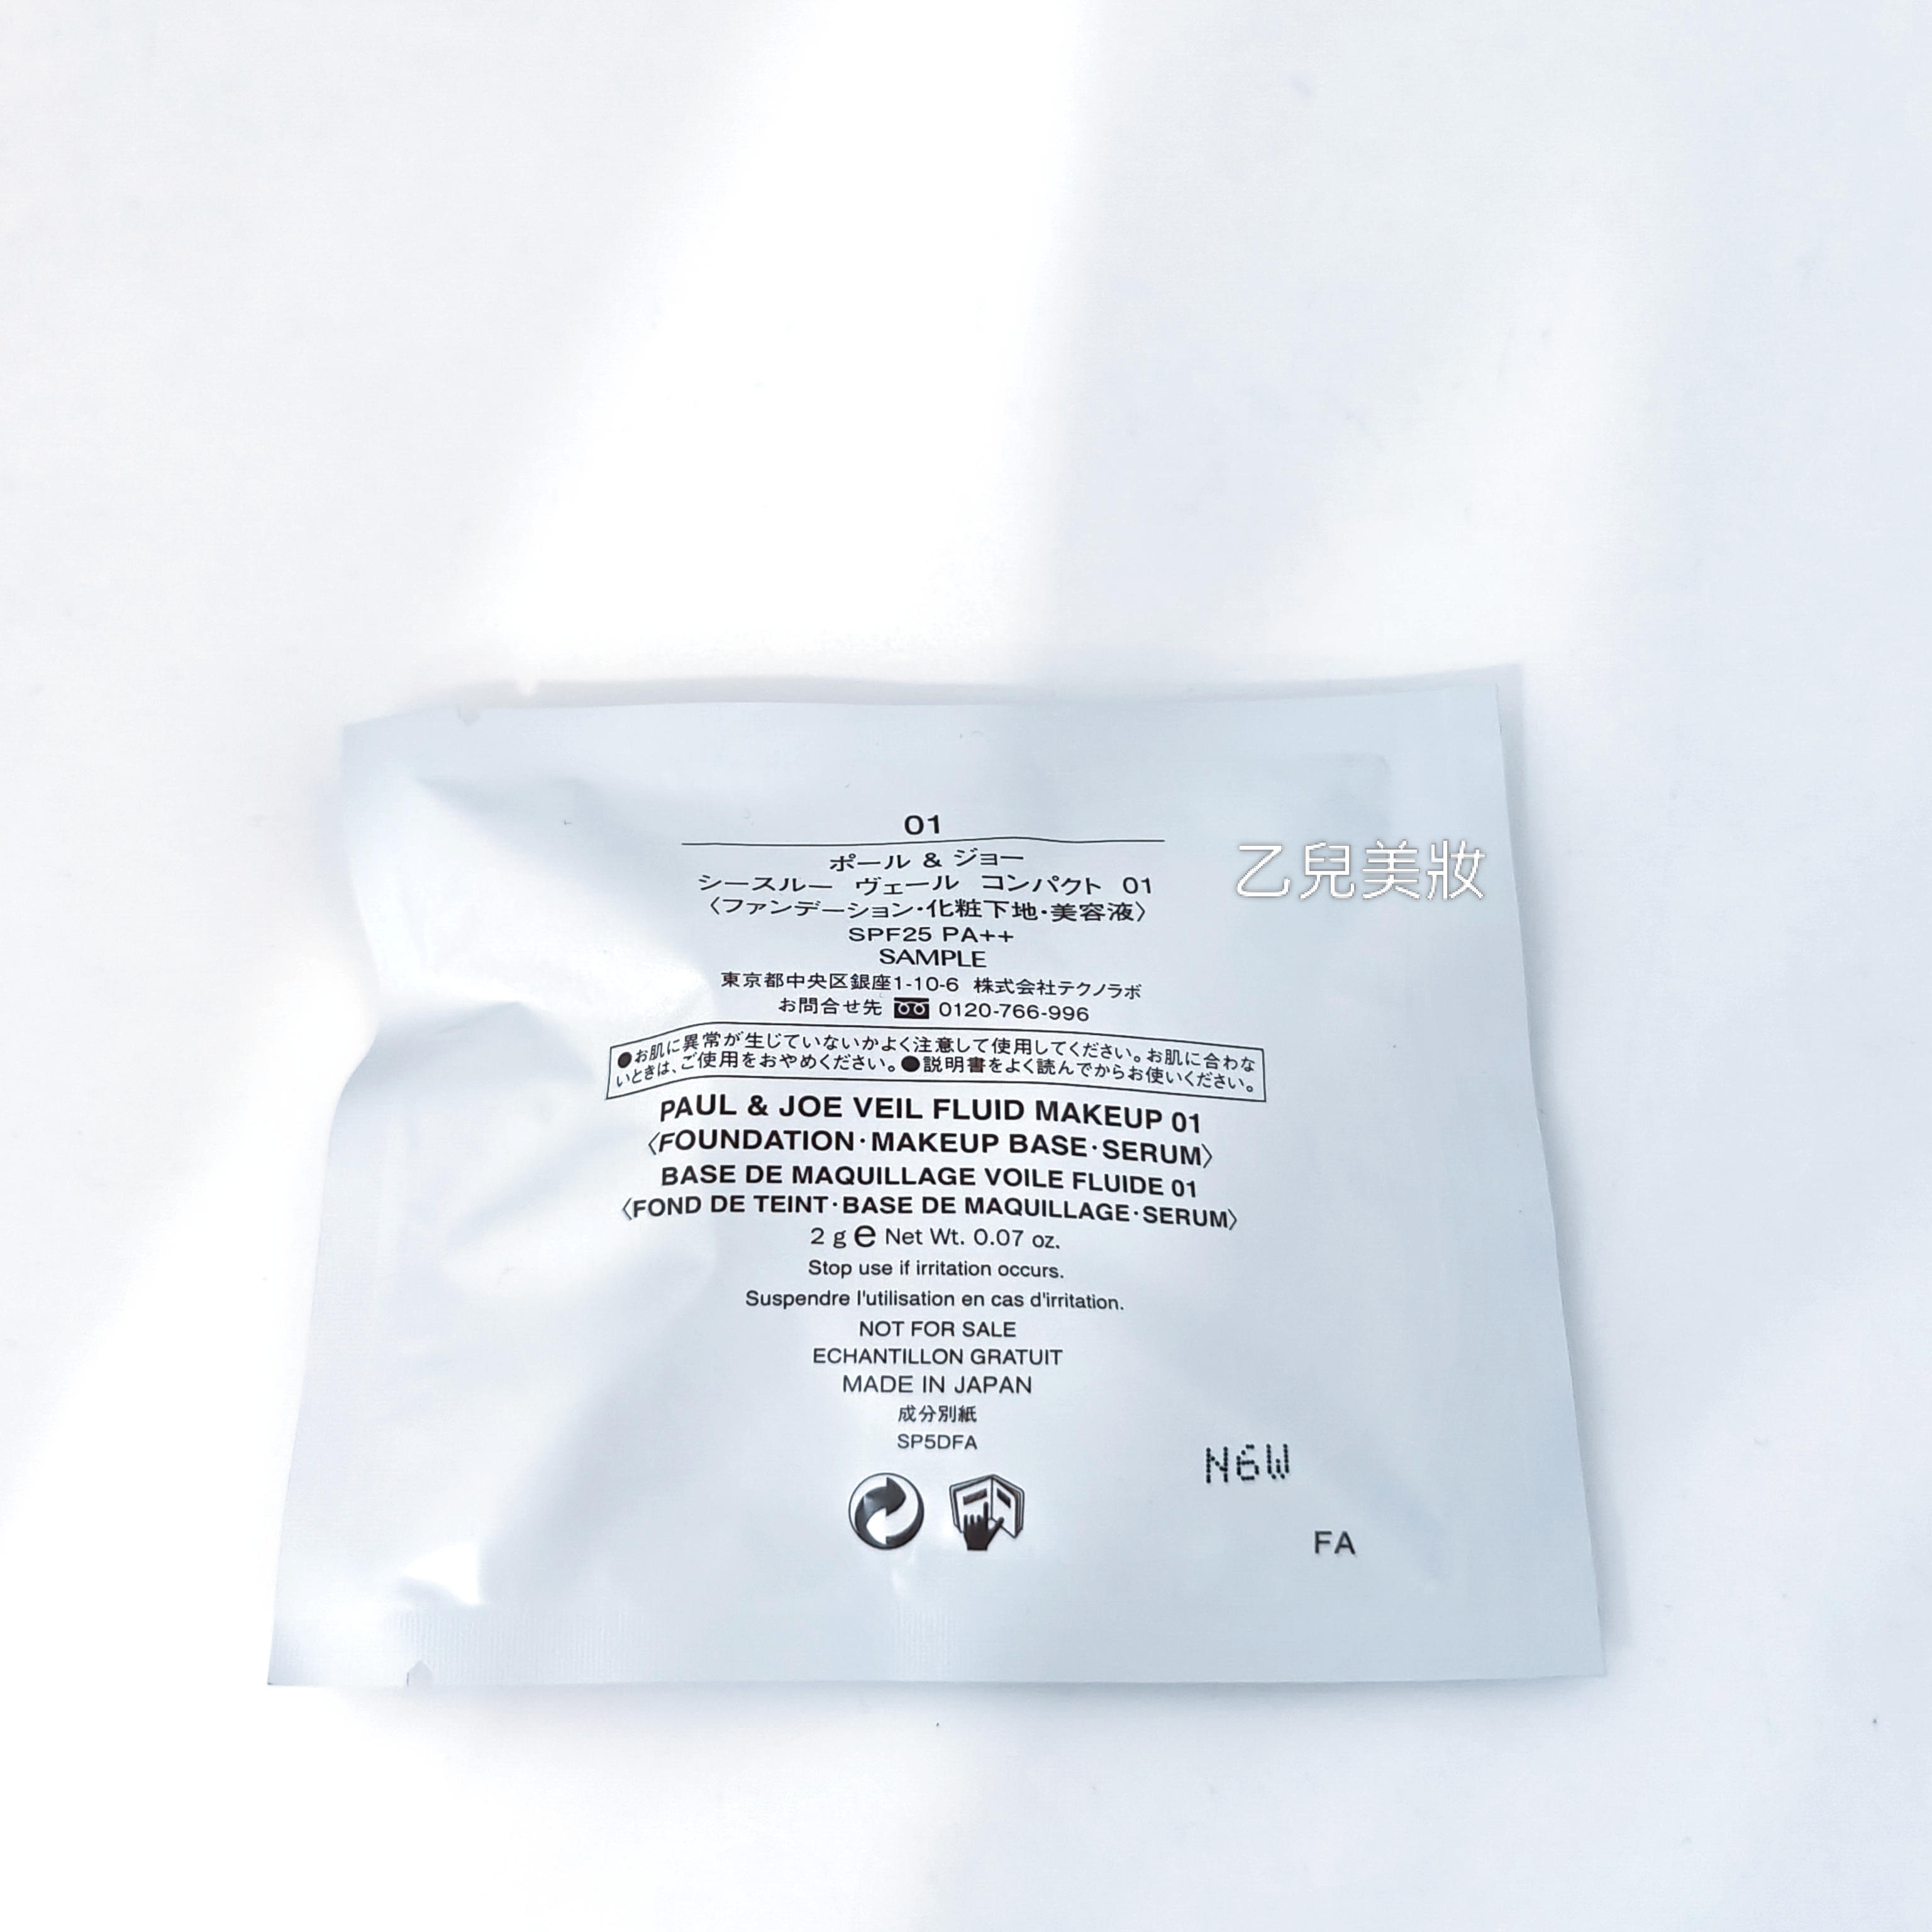 01
ポール & ジョー
シースルー ヴェール コンパクト 01
〈ファンデーション・化粧下地・美容液〉
SPF25 PA++
SAMPLE
東京都中央区銀座1-10-6 株式会社テクノラボ
お問合せ先 0120-766-996
●お肌に異常が生じていないかよく注意して使用してください。お肌に合わな
いときは、ご使用をおやめください。●説明書をよく読んでからお使いください。
PAUL & JOE VEIL FLUID MAKEUP 01
〈FOUNDATION・MAKEUP BASE・SERUM〉
BASE DE MAQUILLAGE VOILE FLUIDE 01
〈FOND DE TEINT・BASE DE MAQUILLAGE・SERUM〉
2 g e Net Wt. 0.07 oz.
Stop use if irritation occurs.
Suspendre l'utilisation en cas d'irritation.
NOT FOR SALE
ECHANTILLON GRATUIT
MADE IN JAPAN
成分別紙
SP5DFA
N6W
FA
乙兒美妝